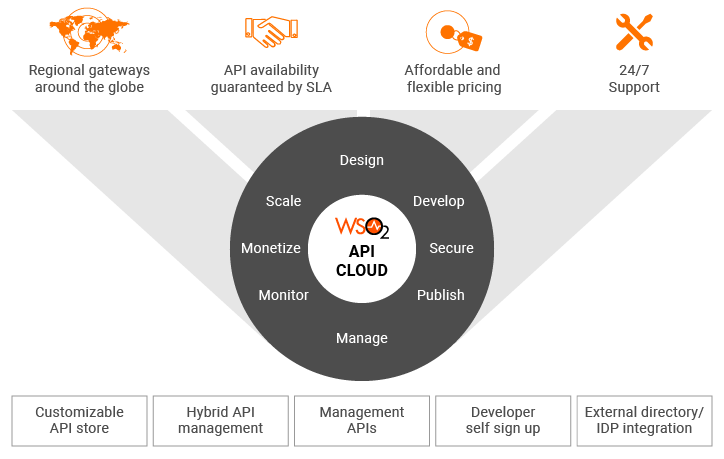 Regional gateways
around the globe
API availability
guaranteed by SLA
Affordable and
flexible pricing
24/7
Support
$
Design
Develop
Secure
Publish
Manage
Monitor
Monetize
Scale
WSO2
API
CLOUD
Customizable
API store
Hybrid API
management
Management
APIs
Developer
self sign up
External directory/
IDP integration